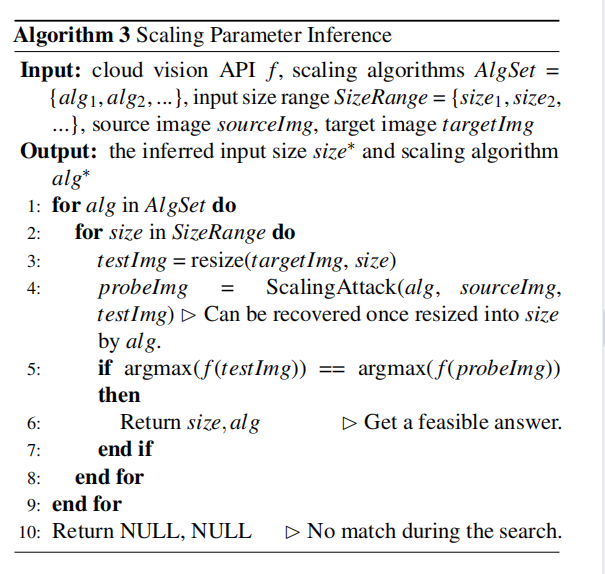 Algorithm 3 Scaling Parameter Inference
Input: cloud vision API f, scaling algorithms AlgSet =
{alg1, alg2, ...}, input size range SizeRange = {size1, size2,
...}, source image sourceImg, target image targetImg
Output: the inferred input size size* and scaling algorithm
alg*
1: for alg in AlgSet do
2: for size in SizeRange do
3: testImg = resize(targetImg, size)
4: probeImg = ScalingAttack(alg, sourceImg,
testImg) ▷ Can be recovered once resized into size
by alg.
5: if argmax(f(testImg)) == argmax(f(probeImg))
then
6: Return size, alg ▷ Get a feasible answer.
7: end if
8: end for
9: end for
10: Return NULL, NULL ▷ No match during the search.